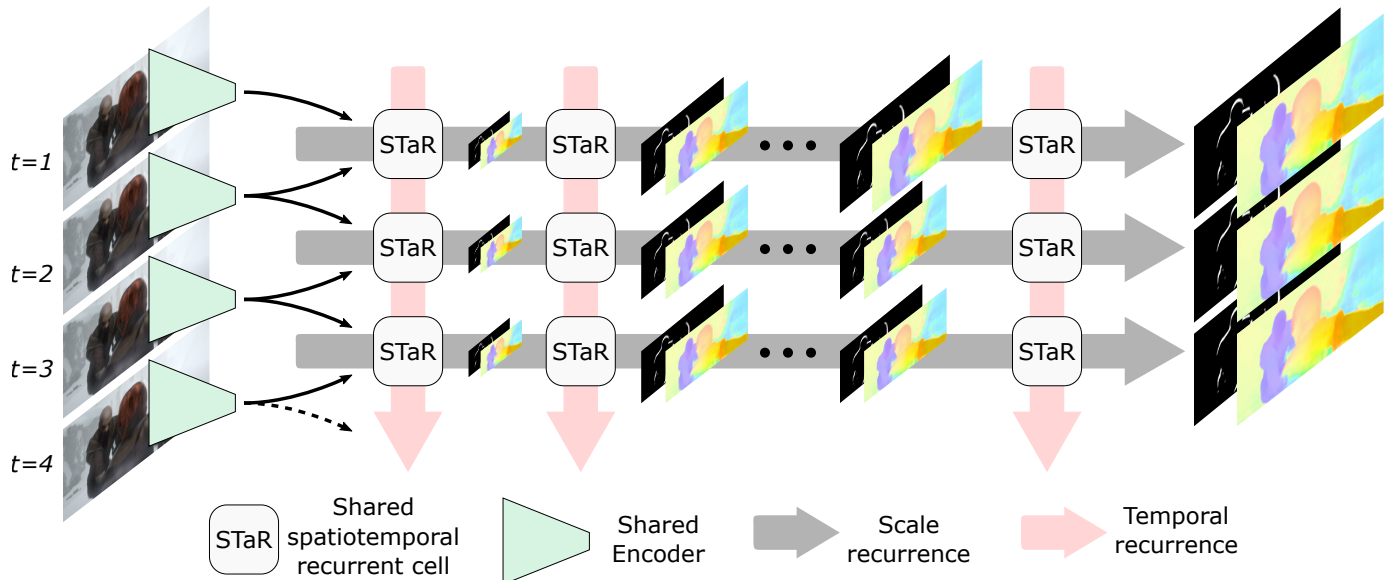 t=1
STaR STaR STaR
t=2
STaR STaR STaR
t=3
STaR STaR STaR
t=4
STaR
Shared
spatiotemporal
recurrent cell
Shared
Encoder
Scale
recurrence
Temporal
recurrence